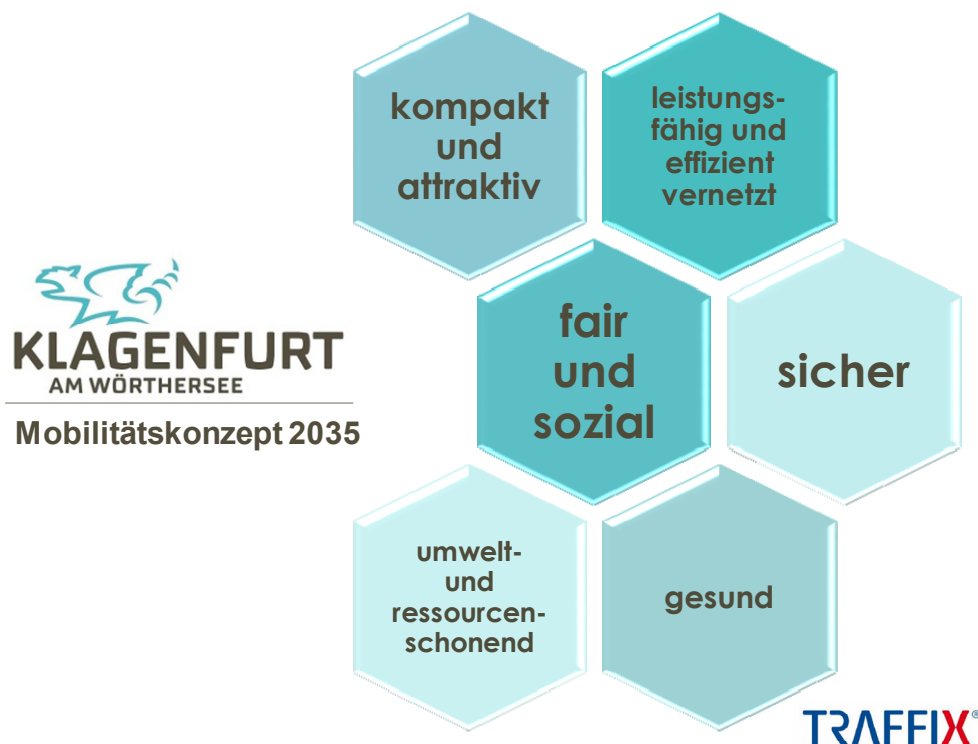 kompakt
und
attraktiv
leistungs-
fähig und
effizient
vernetzt
KLAGENFURT
AM WÖRTHERSEE
Mobilitätskonzept 2035
fair
und
sozial
sicher
umwelt-
und
ressourcen-
schonend
gesund
TRAFFIX®